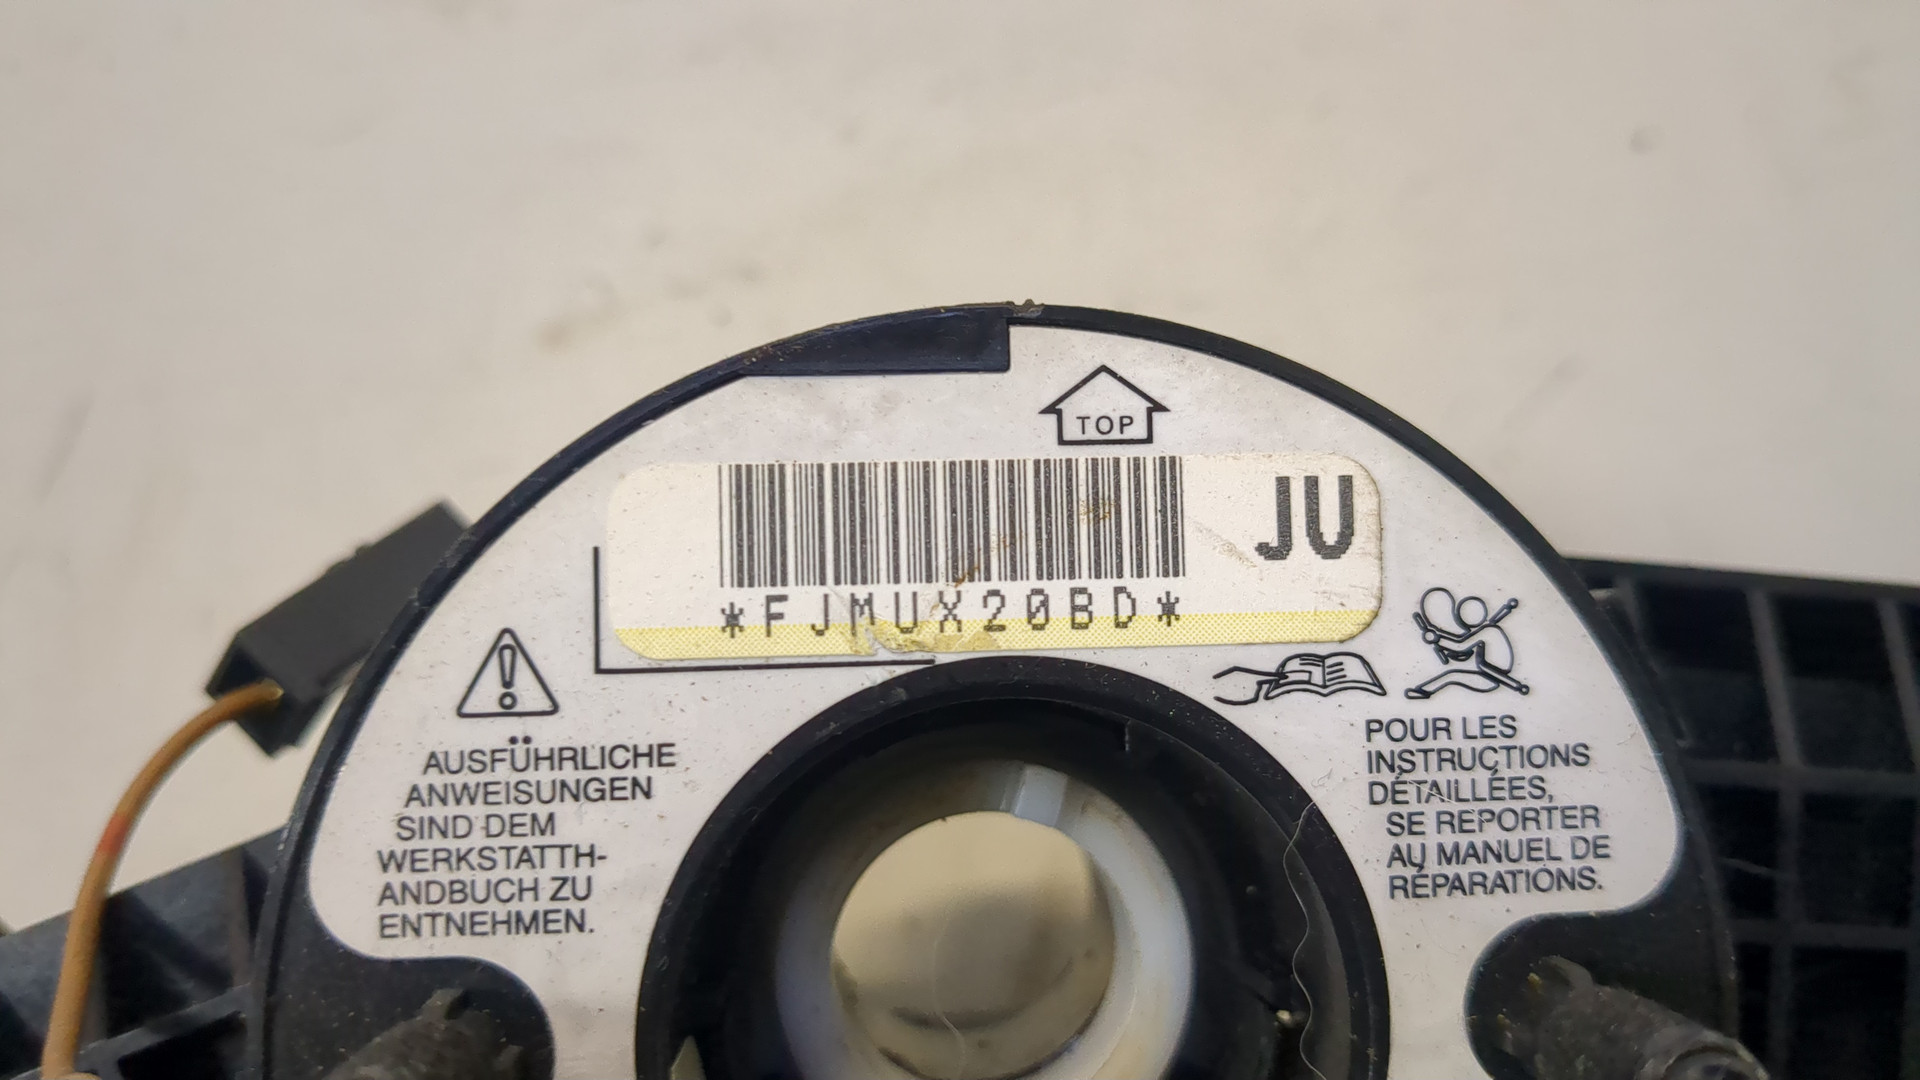 TOP
JV
*FJMUX20BD*
AUSFÜHRLICHE
ANWEISUNGEN
SIND DEM
WERKSTATTH-
ANDBUCH ZU
ENTNEHMEN.
POUR LES
INSTRUCTIONS
DÉTAILLÉES,
SE REPORTER
AU MANUEL DE
RÉPARATIONS.